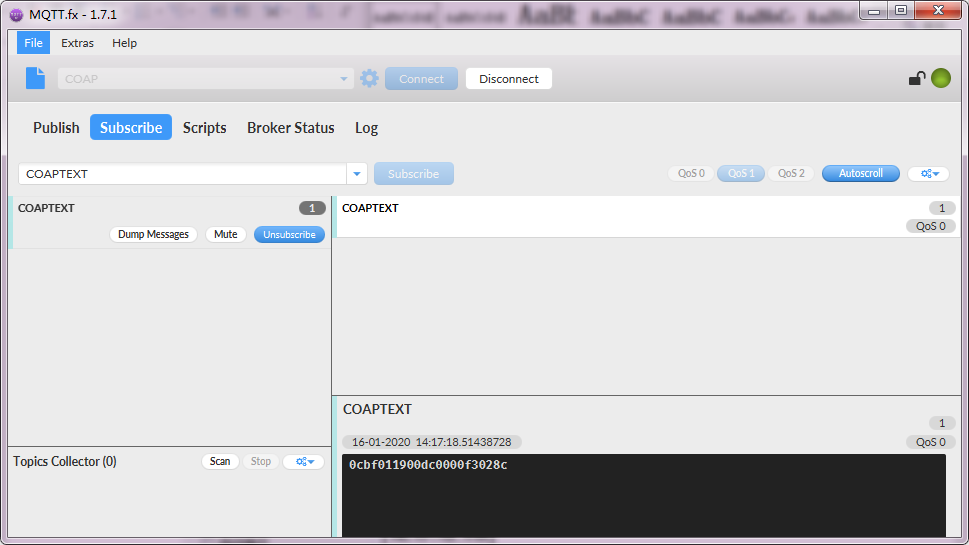 MQTT.fx - 1.7.1
File Extras Help
COAP Connect Disconnect
Publish Subscribe Scripts Broker Status Log
COAPTEXT Subscribe QoS 0 QoS 1 QoS 2 Autoscroll
COAPTEXT 1
Dump Messages Mute Unsubscribe
COAPTEXT 1
QoS 0
COAPTEXT
1
16-01-2020 14:17:18.51438728 QoS 0
Topics Collector (0) Scan Stop
0cbf011900dc0000f3028c